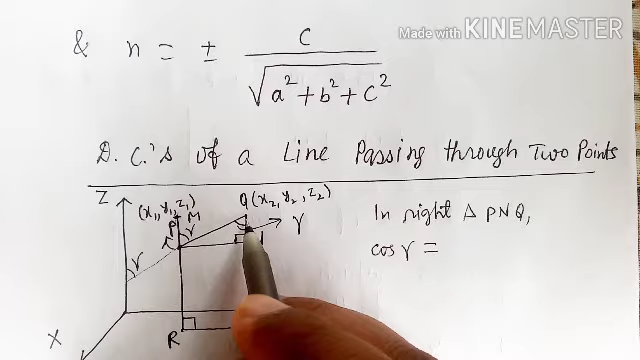 Made with KINEMASTER
& n = ± c / √(a² + b² + c²)
D. C.'s of a Line Passing through Two Points
Z
(x₁, y₁, z₁)
M
Q (x₂, y₂, z₂)
P
γ
γ
γ
In right Δ PNQ,
cos γ =
R
X